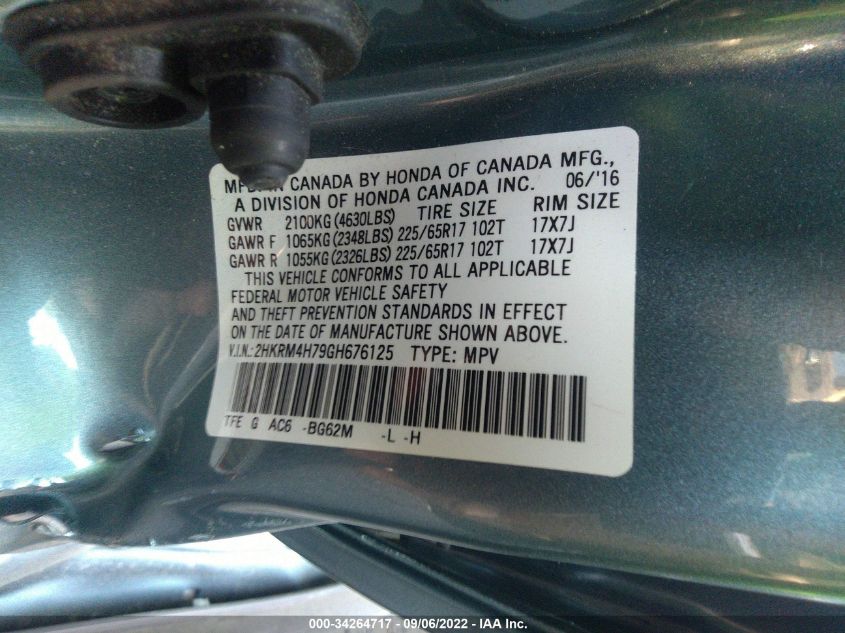 MFD. IN CANADA BY HONDA OF CANADA MFG.,
A DIVISION OF HONDA CANADA INC. 06/'16
GVWR 2100KG (4630LBS) TIRE SIZE RIM SIZE
GAWR F 1065KG (2348LBS) 225/65R17 102T 17X7J
GAWR R 1055KG (2326LBS) 225/65R17 102T 17X7J
THIS VEHICLE CONFORMS TO ALL APPLICABLE
FEDERAL MOTOR VEHICLE SAFETY
AND THEFT PREVENTION STANDARDS IN EFFECT
ON THE DATE OF MANUFACTURE SHOWN ABOVE.
V.I.N.: 2HKRM4H79GH676125 TYPE: MPV
TFE G AC6 -BG62M -L -H
000-34264717 - 09/06/2022 - IAA Inc.